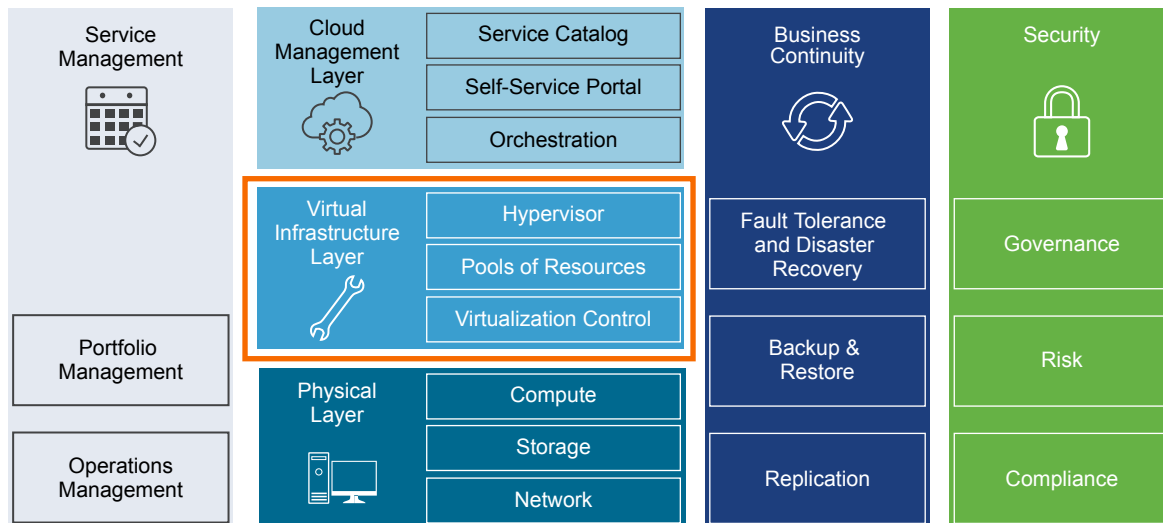 Service
Management
Portfolio
Management
Operations
Management
Cloud
Management
Layer
Service Catalog
Self-Service Portal
Orchestration
Virtual
Infrastructure
Layer
Hypervisor
Pools of Resources
Virtualization Control
Physical
Layer
Compute
Storage
Network
Business
Continuity
Fault Tolerance
and Disaster
Recovery
Backup &
Restore
Replication
Security
Governance
Risk
Compliance